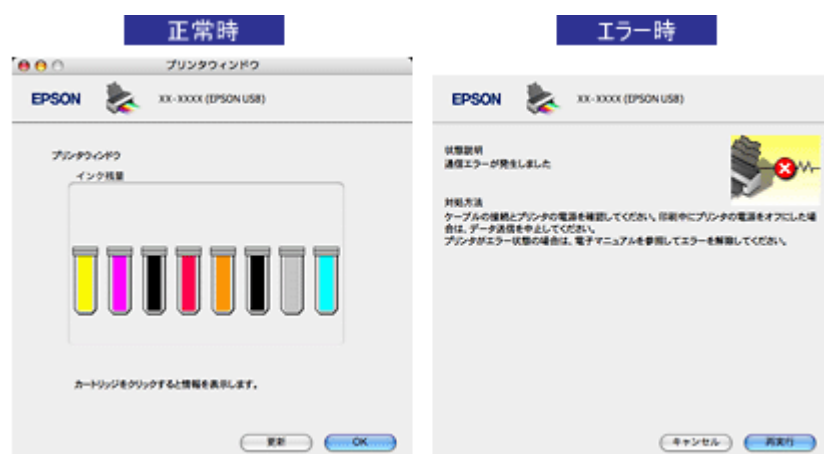 正常時
プリンタウィンドウ
EPSON
XX-XXXX (EPSON USB)
プリンタウィンドウ
インク残量
カートリッジをクリックすると情報を表示します。
更新
OK
エラー時
EPSON
XX-XXXX (EPSON USB)
状態説明
通信エラーが発生しました
対処方法
ケーブルの接続とプリンタの電源を確認してください。印刷中にプリンタの電源をオフにした場
合は、データ送信を中止してください。
プリンタがエラー状態の場合は、電子マニュアルを参照してエラーを解除してください。
キャンセル
再実行